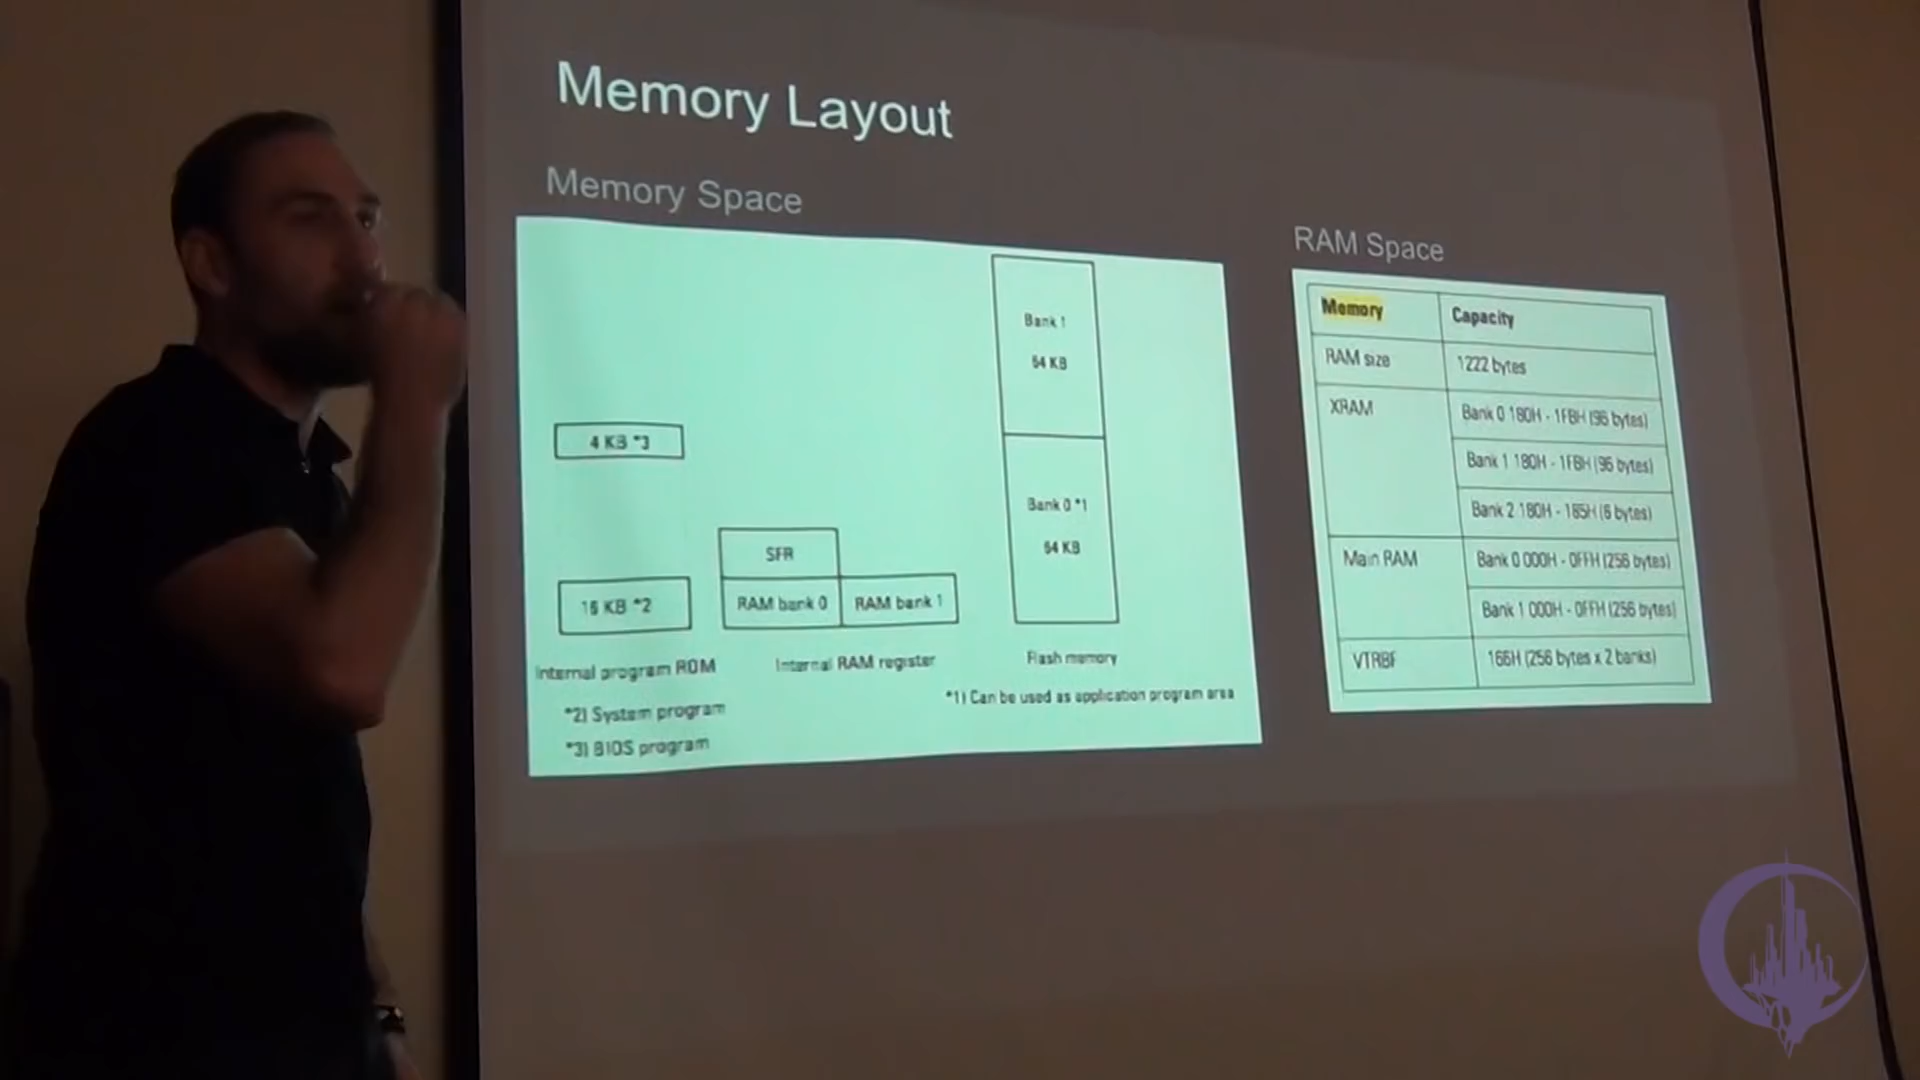 Memory Layout
Memory Space
RAM Space
Bank 1
64 KB
4 KB *3
Bank 0 *1
64 KB
SFR
16 KB *2
RAM bank 0
RAM bank 1
Internal program ROM
Internal RAM register
Flash memory
*2) System program
*3) BIOS program
*1) Can be used as application program area
Memory Capacity
RAM size 1222 bytes
XRAM Bank 0 180H - 1FBH (96 bytes)
Bank 1 180H - 1FBH (96 bytes)
Bank 2 180H - 185H (6 bytes)
Main RAM Bank 0 000H - 0FFH (256 bytes)
Bank 1 000H - 0FFH (256 bytes)
VTRBF 166H (256 bytes x 2 banks)